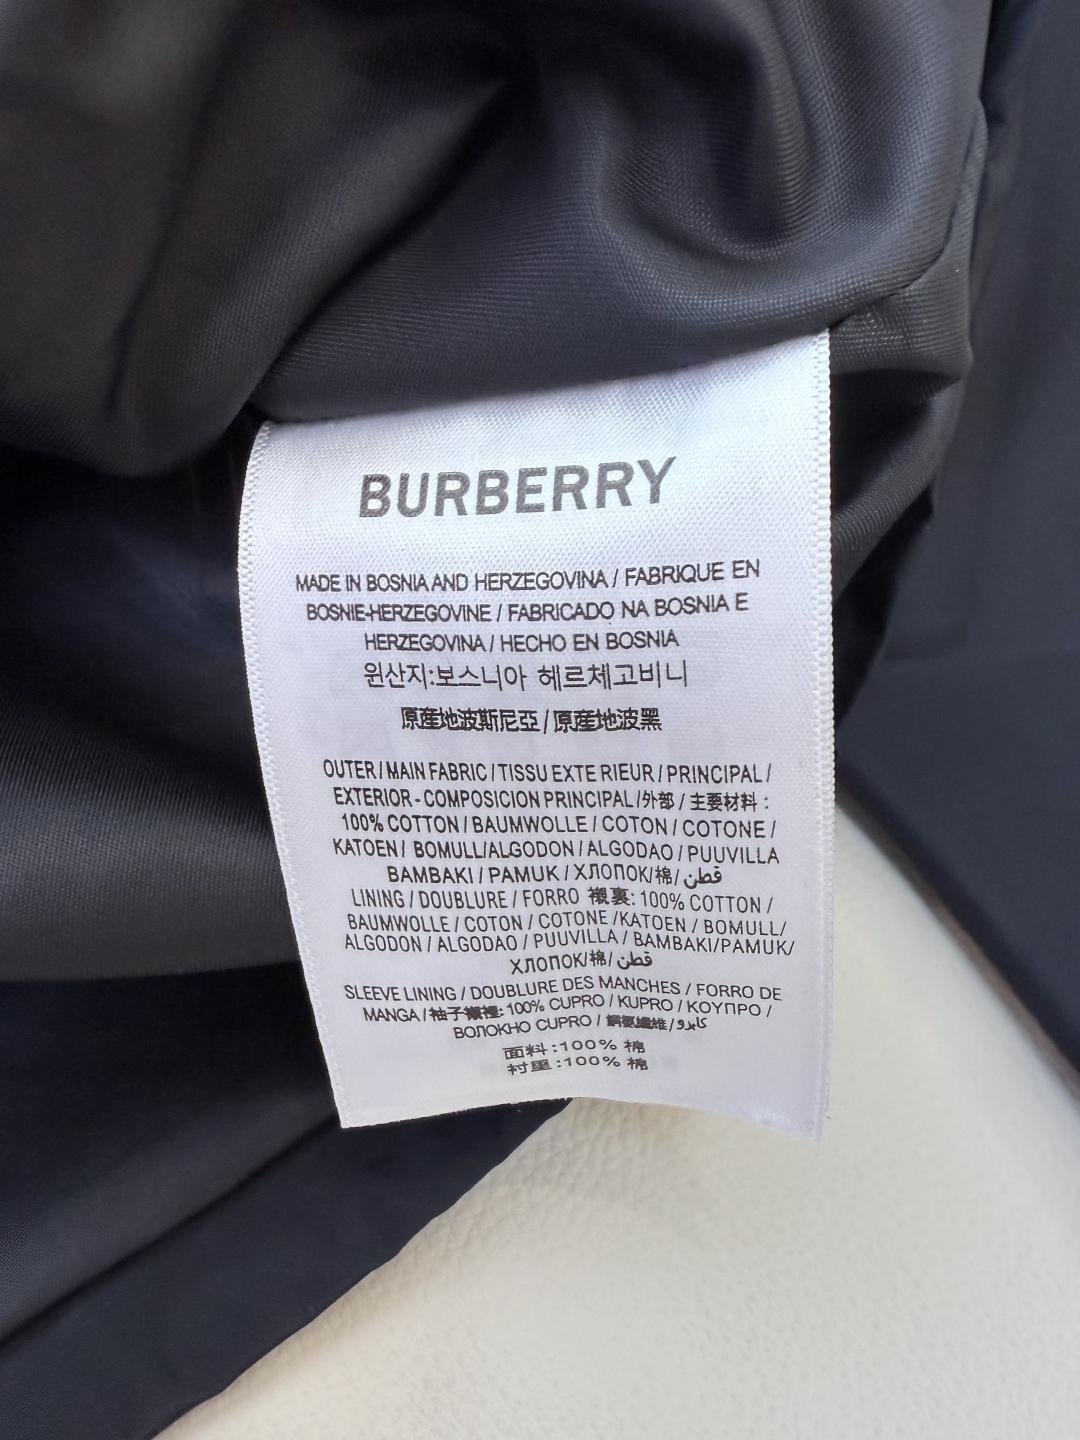 BURBERRY
MADE IN BOSNIA AND HERZEGOVINA / FABRIQUE EN
BOSNIE-HERZEGOVINE / FABRICADO NA BOSNIA E
HERZEGOVINA / HECHO EN BOSNIA
원산지:보스니아 헤르체고비니
原産地波斯尼亞 / 原産地波黑
OUTER / MAIN FABRIC / TISSU EXTE RIEUR / PRINCIPAL /
EXTERIOR - COMPOSICION PRINCIPAL /外部 / 主要材料 :
100% COTTON / BAUMWOLLE / COTON / COTONE /
KATOEN / BOMULL/ALGODON / ALGODAO / PUUVILLA
BAMBAKI / PAMUK / ХЛОПОК/棉/ قطن
LINING / DOUBLURE / FORRO 襯裏: 100% COTTON /
BAUMWOLLE / COTON / COTONE /KATOEN / BOMULL/
ALGODON / ALGODAO / PUUVILLA / BAMBAKI/PAMUK/
ХЛОПОК/棉/ قطن
SLEEVE LINING / DOUBLURE DES MANCHES / FORRO DE
MANGA / 袖子襯裡: 100% CUPRO / KUPRO / ΚΟΥΠΡΟ /
ВОЛОКНО CUPRO / 銅氨纖維/ كابرو
面料 :100% 棉
衬里 :100% 棉